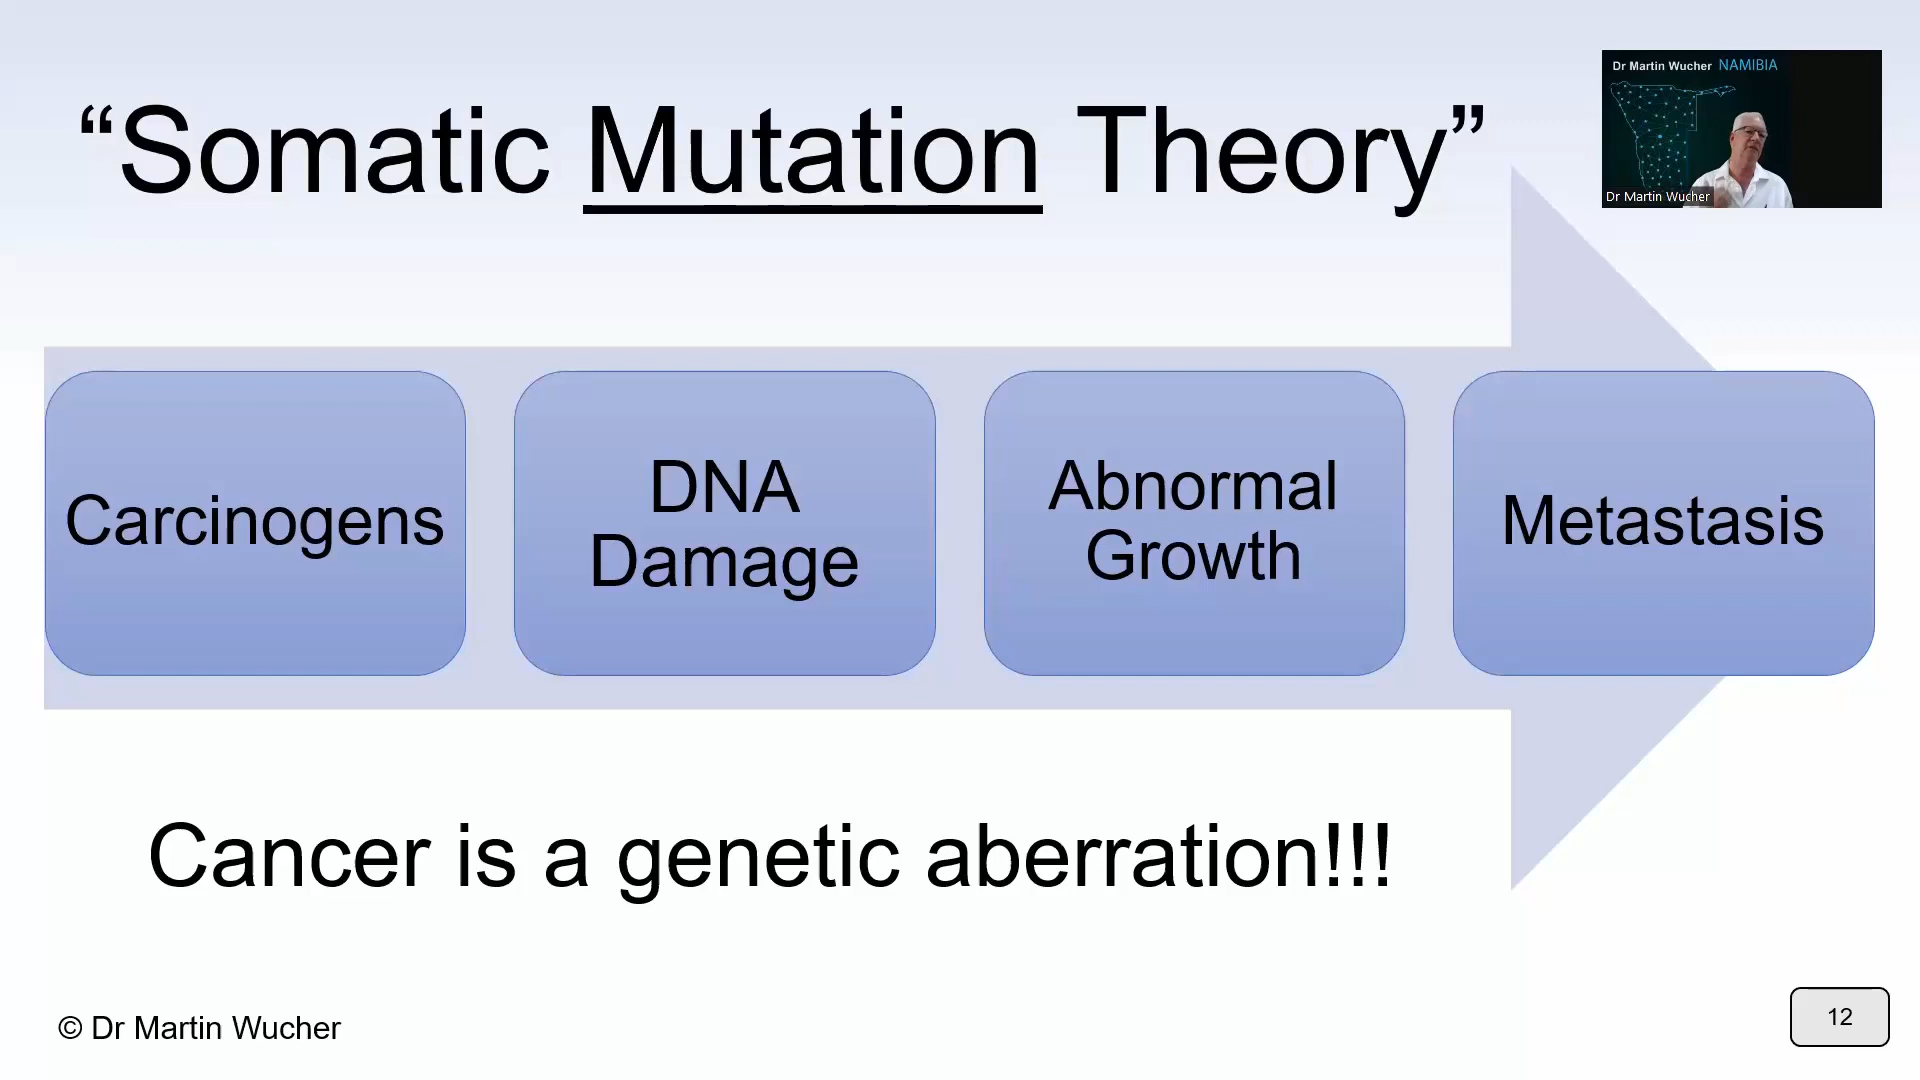 “Somatic Mutation Theory”
Dr Martin Wucher NAMIBIA
Dr Martin Wucher
Carcinogens
DNA
Damage
Abnormal
Growth
Metastasis
Cancer is a genetic aberration!!!
© Dr Martin Wucher
12